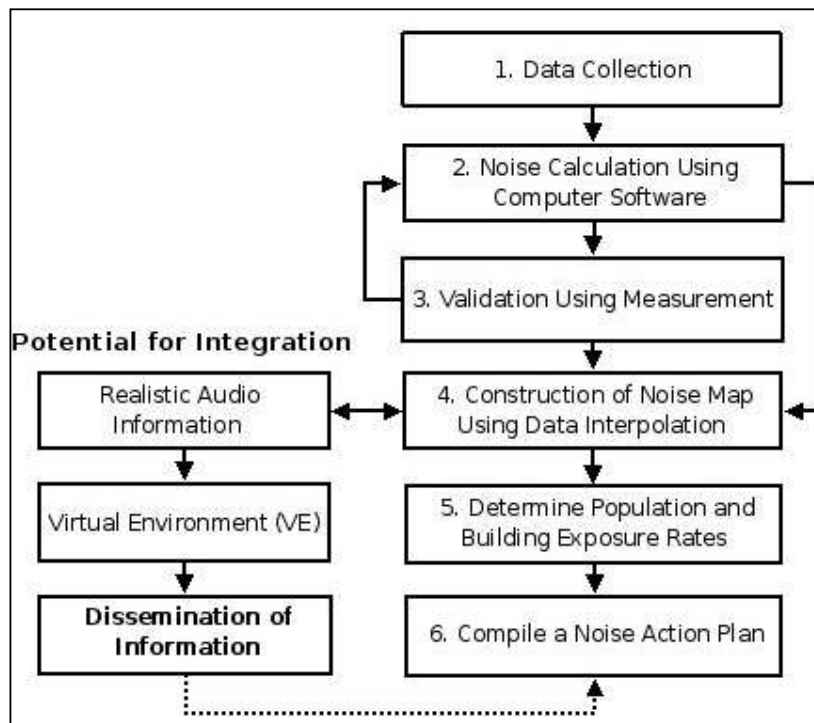 1. Data Collection
2. Noise Calculation Using
Computer Software
3. Validation Using Measurement
Potential for Integration
Realistic Audio
Information
4. Construction of Noise Map
Using Data Interpolation
Virtual Environment (VE)
5. Determine Population and
Building Exposure Rates
Dissemination of
Information
6. Compile a Noise Action Plan